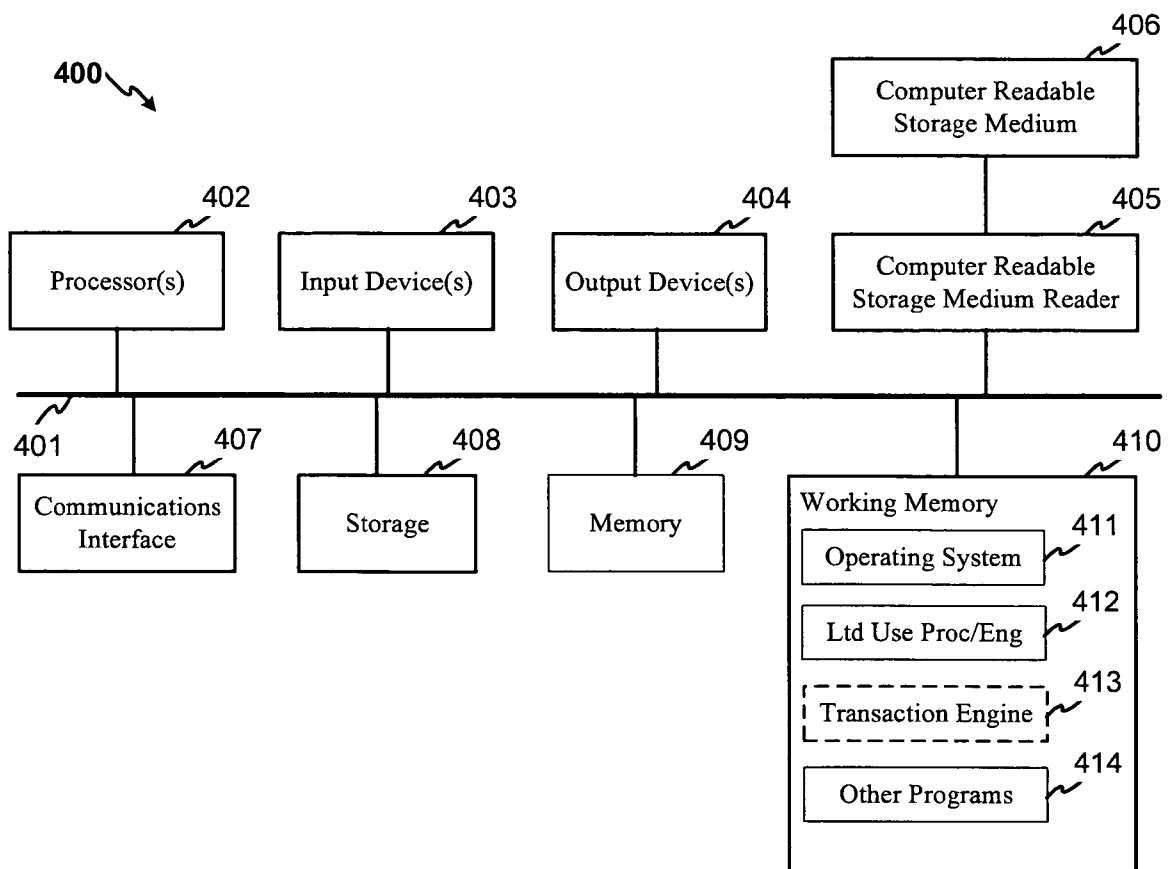 406
400
Computer Readable
Storage Medium
402
403
404
405
Processor(s)
Input Device(s)
Output Device(s)
Computer Readable
Storage Medium Reader
401
407
408
409
410
Communications
Interface
Storage
Memory
Working Memory
411
Operating System
412
Ltd Use Proc/Eng
413
Transaction Engine
414
Other Programs